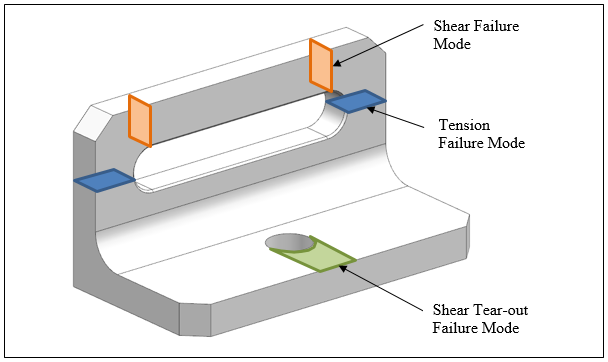 Shear Failure
Mode
Tension
Failure Mode
Shear Tear-out
Failure Mode